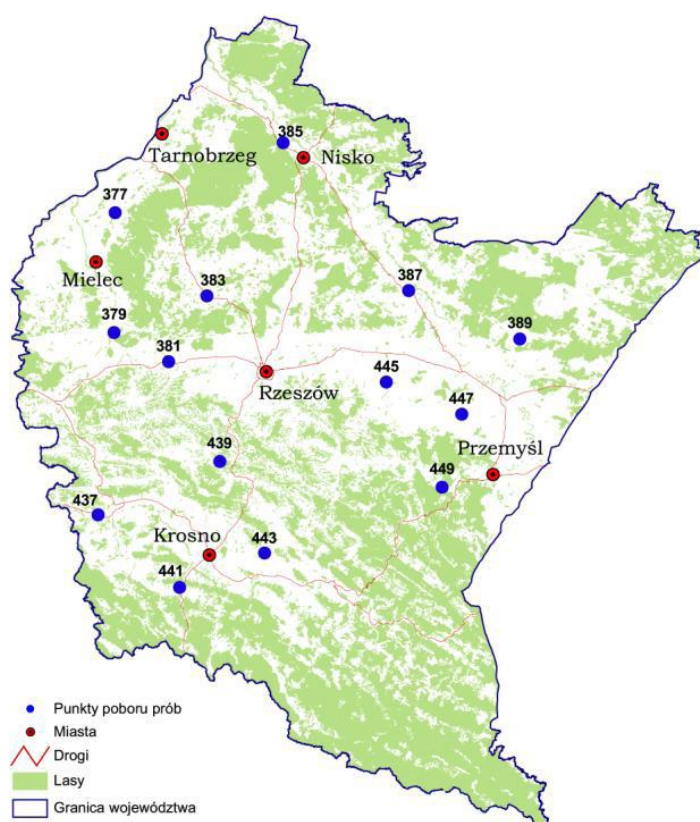 385
Tarnobrzeg
Nisko
377
Mielec
383
387
379
389
381
Rzeszów
445
447
439
Przemyśl
449
437
Krosno
443
441
Punkty poboru prób
Miasta
Drogi
Lasy
Granica województwa